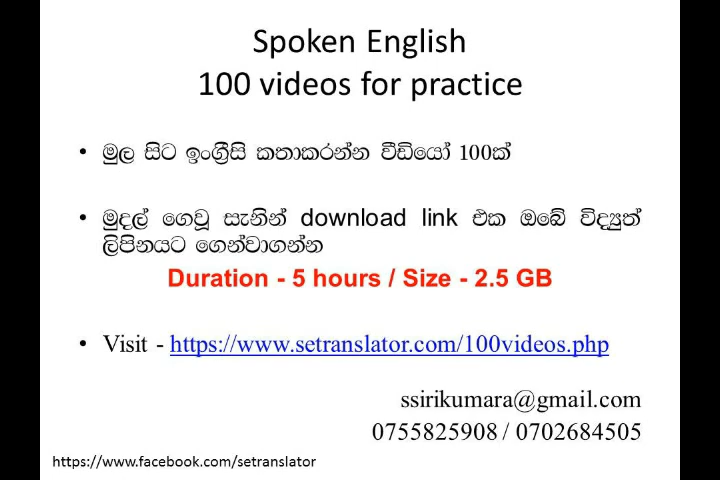 Spoken English
100 videos for practice
• මුල සිට ඉංග්‍රීසි කතාකරන්න වීඩියෝ 100ක්
• මුදල් ගෙවූ සැනින් download link එක ඔබේ විද්‍යුත්
ලිපිනයට ගෙන්වාගන්න
Duration - 5 hours / Size - 2.5 GB
• Visit - https://www.setranslator.com/100videos.php
ssirikumara@gmail.com
0755825908 / 0702684505
https://www.facebook.com/setranslator